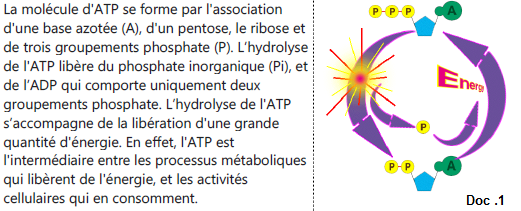 La molécule d'ATP se forme par l'association
d'une base azotée (A), d'un pentose, le ribose et
de trois groupements phosphate (P). L’hydrolyse
de l'ATP libère du phosphate inorganique (Pi), et
de l’ADP qui comporte uniquement deux
groupements phosphate. L’hydrolyse de l'ATP
s’accompagne de la libération d'une grande
quantité d'énergie. En effet, l'ATP est
l'intermédiaire entre les processus métaboliques
qui libèrent de l'énergie, et les activités
cellulaires qui en consomment.
P P P A
Energy
P
P P A
Doc .1